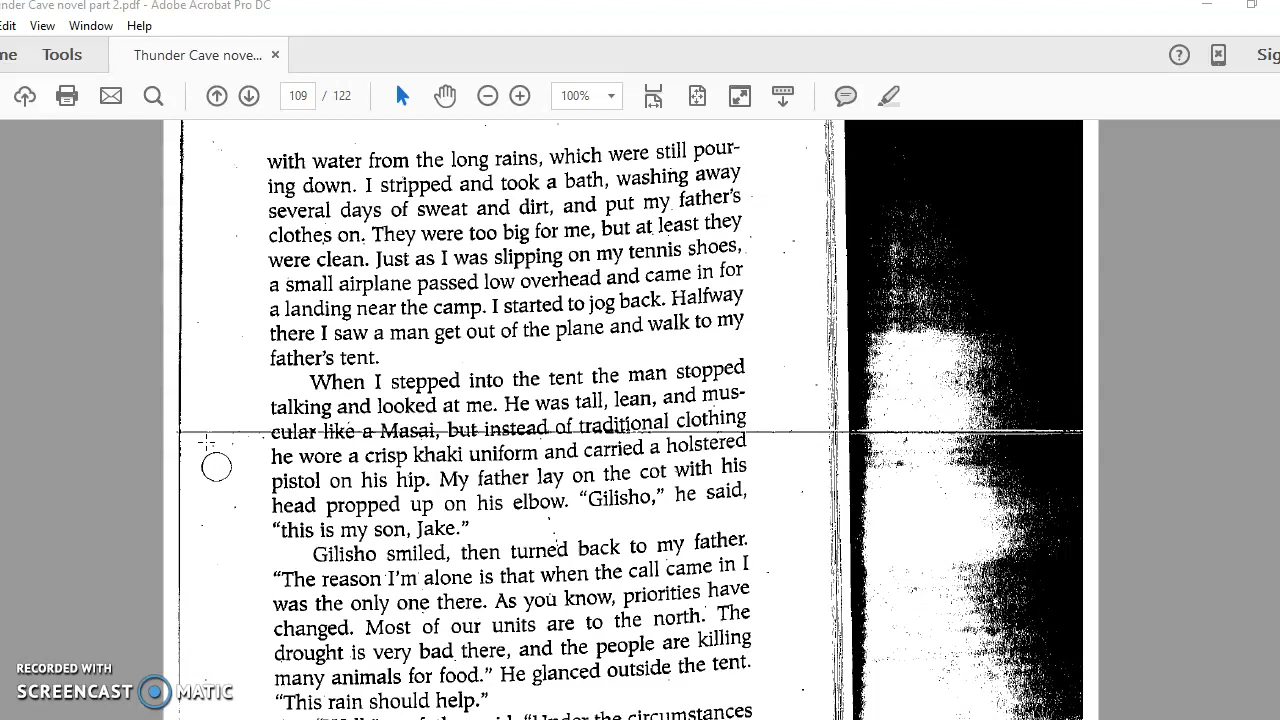 under Cave novel part 2.pdf - Adobe Acrobat Pro DC
Edit View Window Help
me Tools Thunder Cave nove... × Sig
109 / 122 100%
with water from the long rains, which were still pour-
ing down. I stripped and took a bath, washing away
several days of sweat and dirt, and put my father's
clothes on. They were too big for me, but at least they
were clean. Just as I was slipping on my tennis shoes,
a small airplane passed low overhead and came in for
a landing near the camp. I started to jog back. Halfway
there I saw a man get out of the plane and walk to my
father's tent.
When I stepped into the tent the man stopped
talking and looked at me. He was tall, lean, and mus-
cular like a Masai, but instead of traditional clothing
he wore a crisp khaki uniform and carried a holstered
pistol on his hip. My father lay on the cot with his
head propped up on his elbow. "Gilisho," he said,
"this is my son, Jake."
Gilisho smiled, then turned back to my father.
"The reason I'm alone is that when the call came in I
was the only one there. As you know, priorities have
changed. Most of our units are to the north. The
drought is very bad there, and the people are killing
many animals for food." He glanced outside the tent.
"This rain should help."
"Under the circumstances
RECORDED WITH
SCREENCAST MATIC